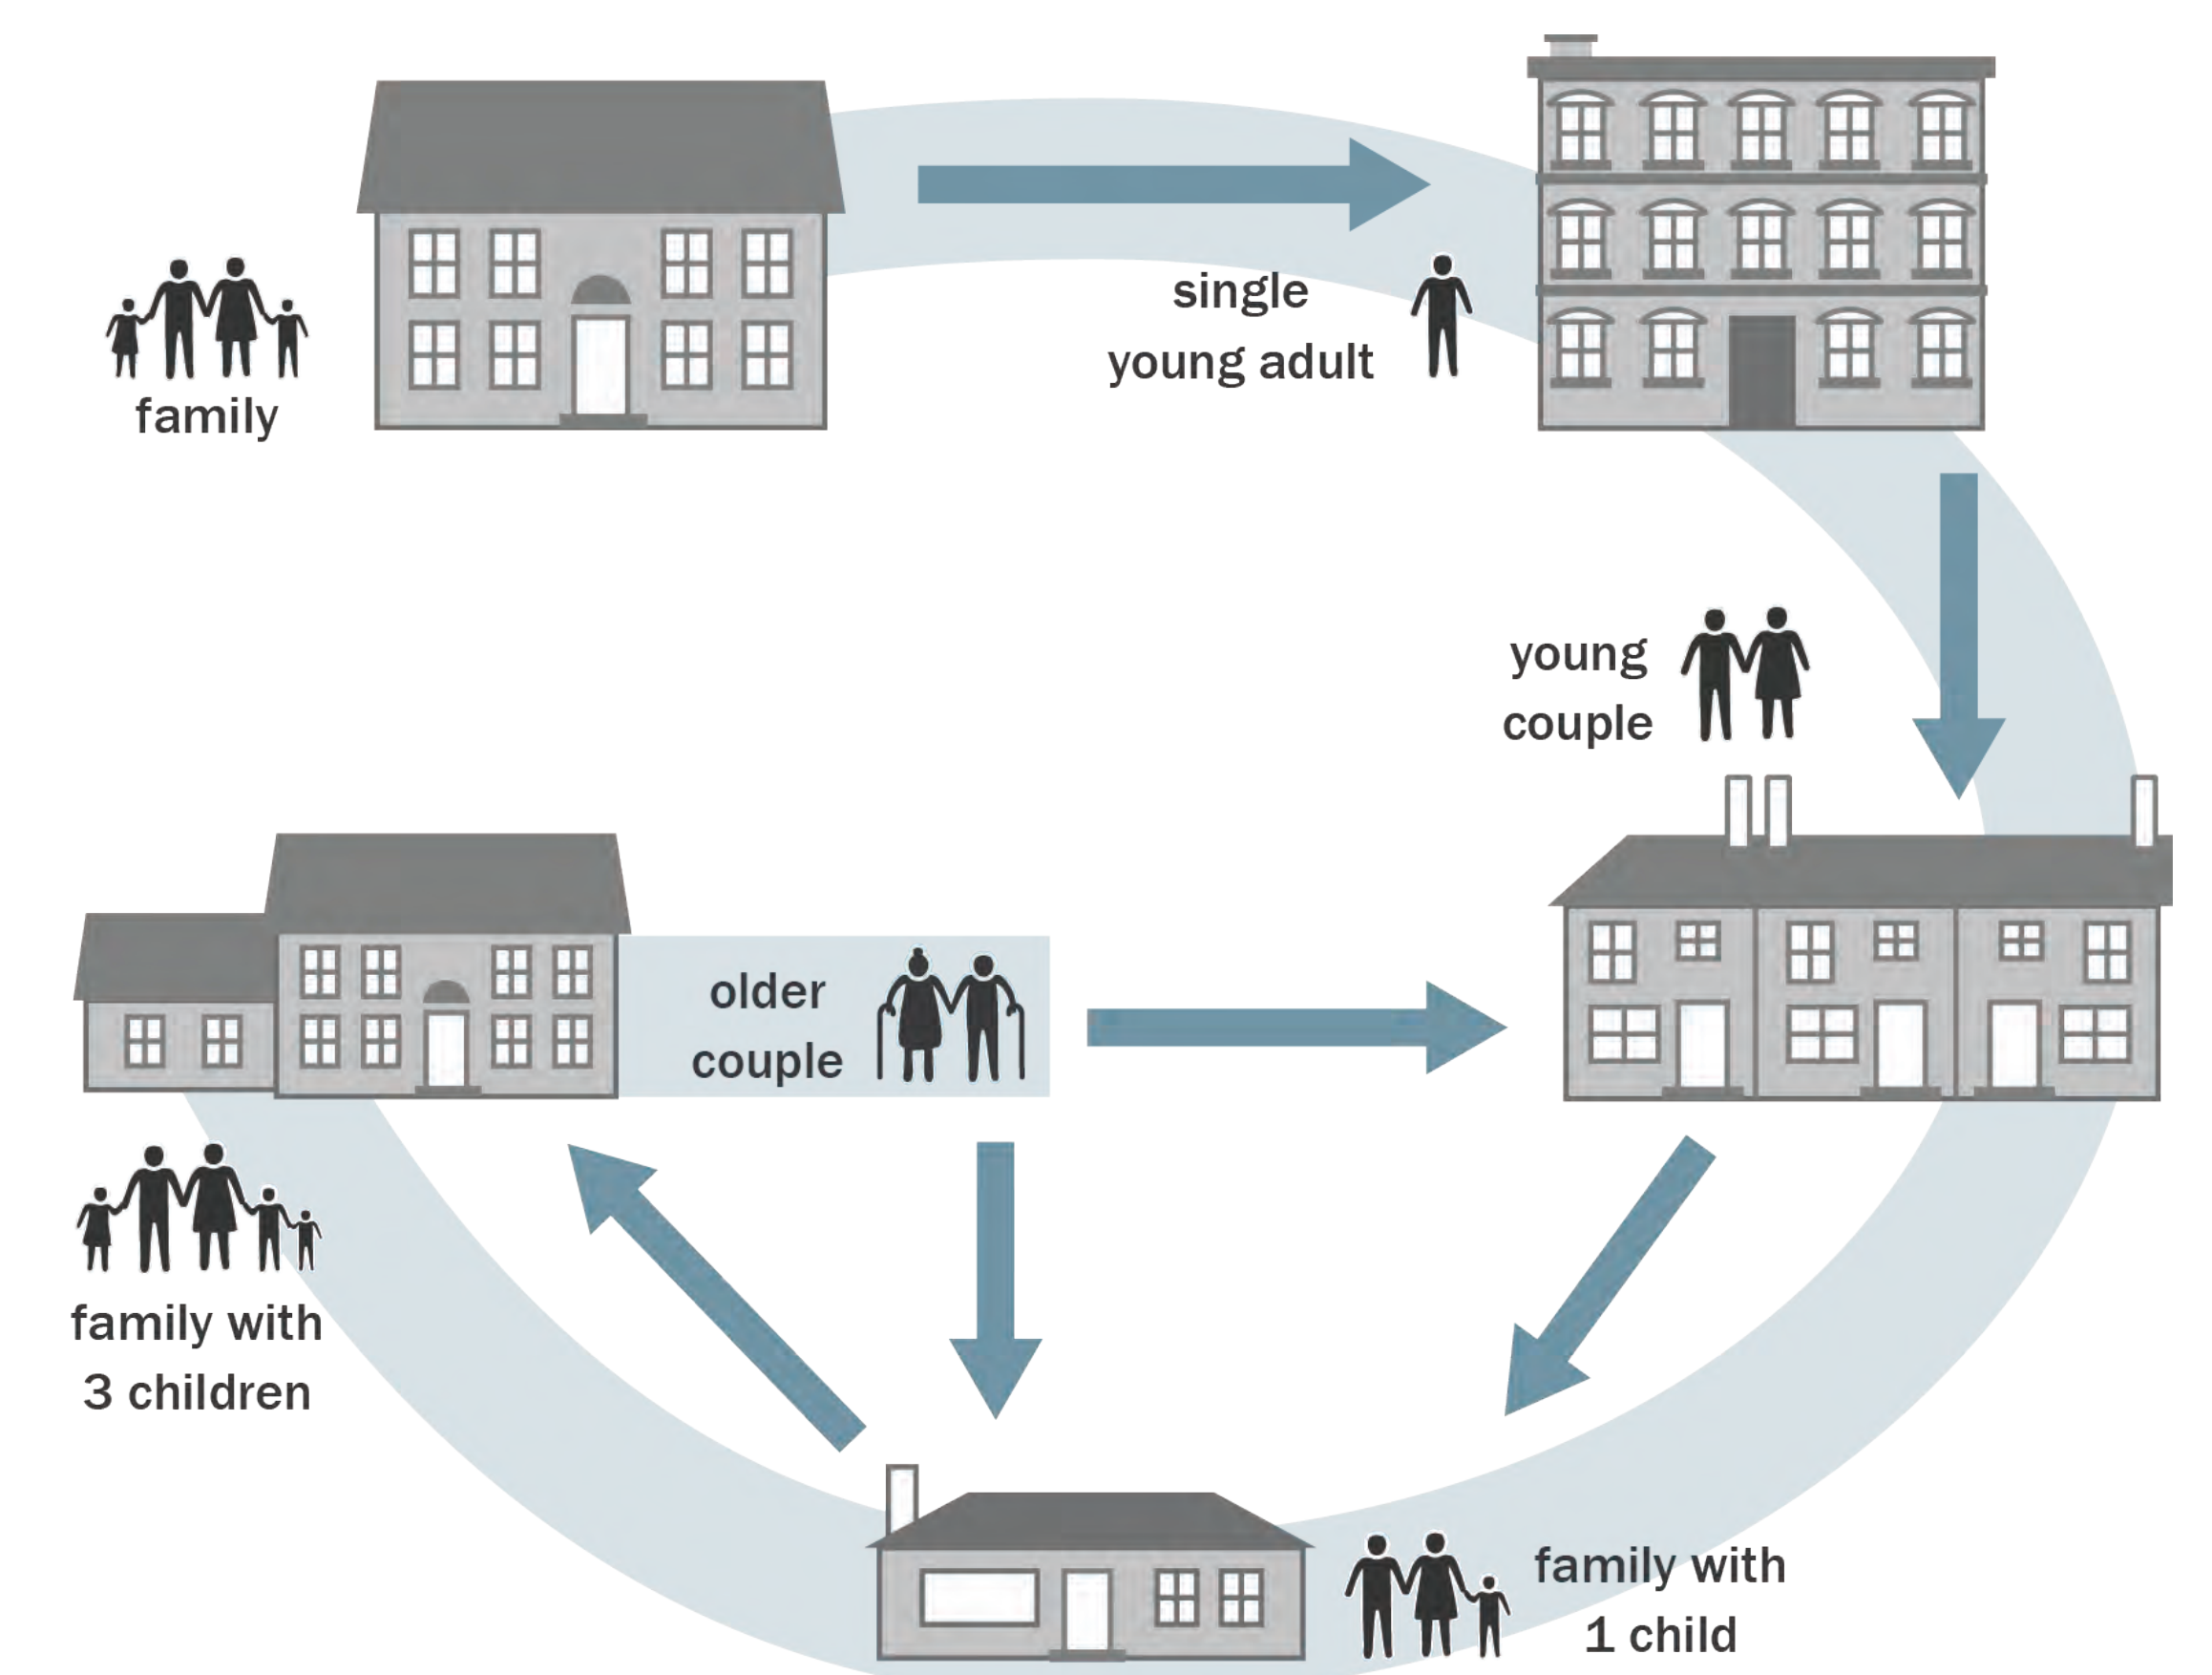 family
single
young adult
young
couple
older
couple
family with
3 children
family with
1 child